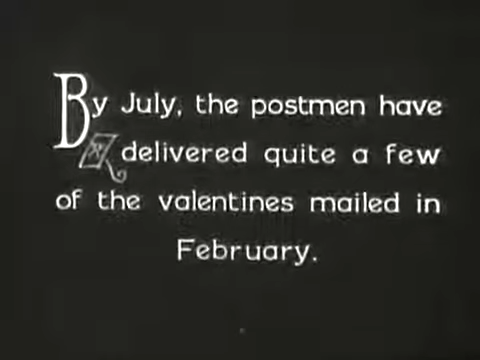 By July, the postmen have
delivered quite a few
of the valentines mailed in
February.